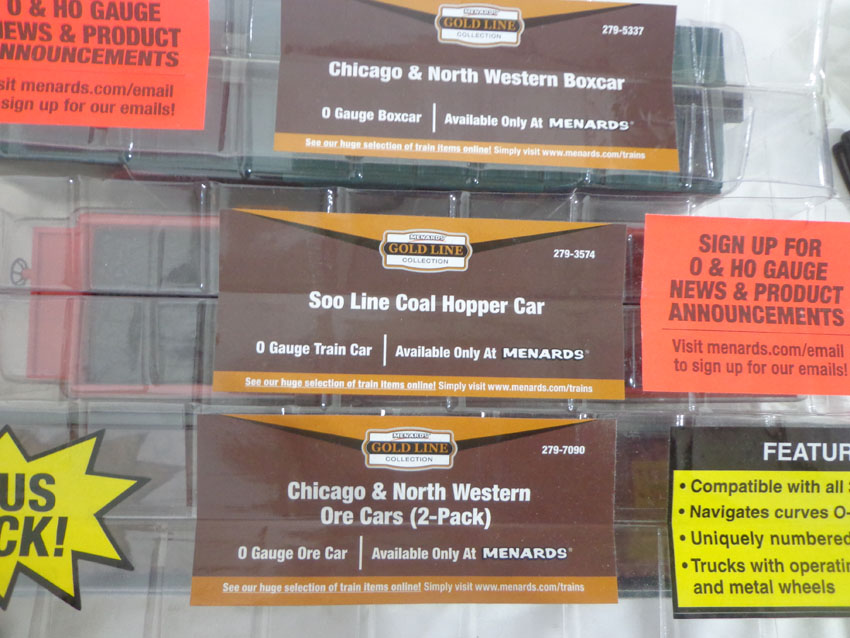 O & HO GAUGE
NEWS & PRODUCT
ANNOUNCEMENTS
visit menards.com/email
sign up for our emails!
MENARDS
GOLD LINE
COLLECTION
279-5337
Chicago & North Western Boxcar
O Gauge Boxcar
Available Only At MENARDS®
See our huge selection of train items online! Simply visit www.menards.com/trains
MENARDS
GOLD LINE
COLLECTION
279-3574
Soo Line Coal Hopper Car
O Gauge Train Car
Available Only At MENARDS®
See our huge selection of train items online! Simply visit www.menards.com/trains
SIGN UP FOR
O & HO GAUGE
NEWS & PRODUCT
ANNOUNCEMENTS
Visit menards.com/email
to sign up for our emails!
MENARDS
GOLD LINE
COLLECTION
279-7090
Chicago & North Western
Ore Cars (2-Pack)
O Gauge Ore Car
Available Only At MENARDS®
See our huge selection of train items online! Simply visit www.menards.com/trains
US
CK!
FEATUR
• Compatible with all
• Navigates curves O-
• Uniquely numbered
• Trucks with operatin
and metal wheels